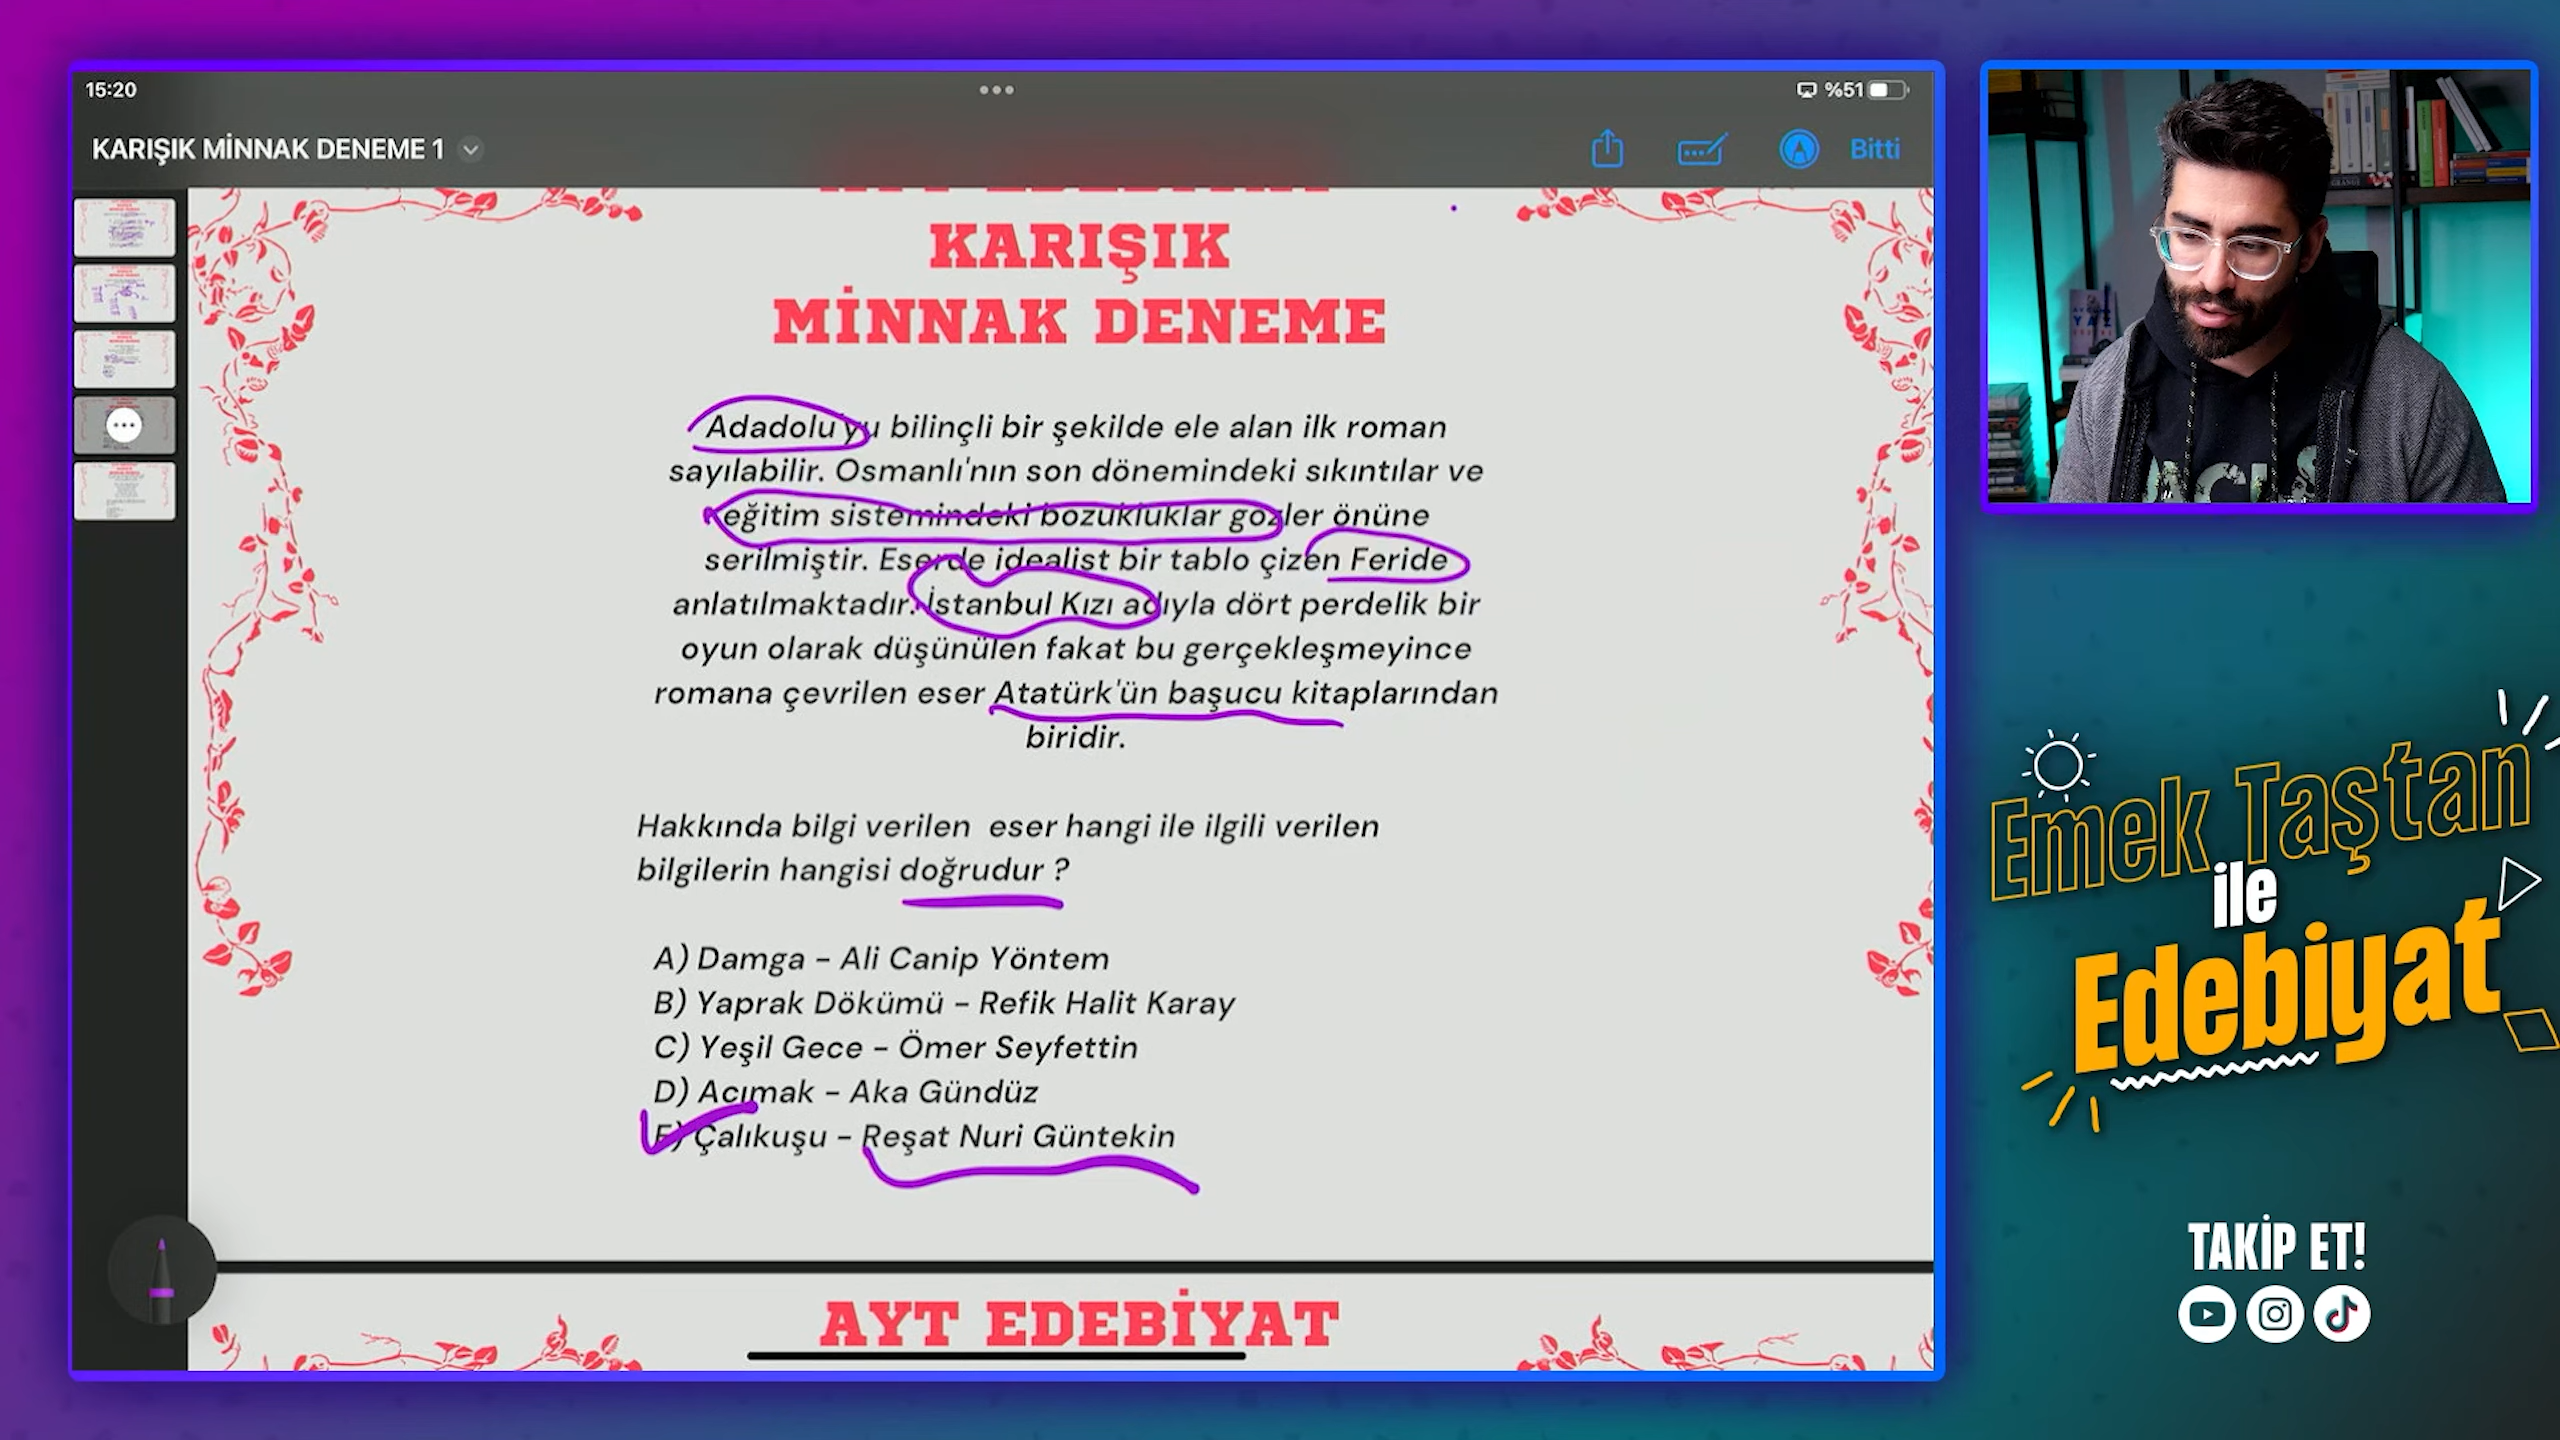 15:20
%51
KARIŞIK MİNNAK DENEME 1
Bitti
KARIŞIK
MİNNAK DENEME
Adadolu'yu bilinçli bir şekilde ele alan ilk roman
sayılabilir. Osmanlı'nın son dönemindeki sıkıntılar ve
eğitim sistemindeki bozukluklar gözler önüne
serilmiştir. Eserde idealist bir tablo çizen Feride
anlatılmaktadır. İstanbul Kızı adıyla dört perdelik bir
oyun olarak düşünülen fakat bu gerçekleşmeyince
romana çevrilen eser Atatürk'ün başucu kitaplarından
biridir.
Hakkında bilgi verilen eser hangi ile ilgili verilen
bilgilerin hangisi doğrudur ?
A) Damga - Ali Canip Yöntem
B) Yaprak Dökümü - Refik Halit Karay
C) Yeşil Gece - Ömer Seyfettin
D) Acımak - Aka Gündüz
E) Çalıkuşu - Reşat Nuri Güntekin
AYT EDEBİYAT
Emek Taştan
ile
Edebiyat
TAKİP ET!